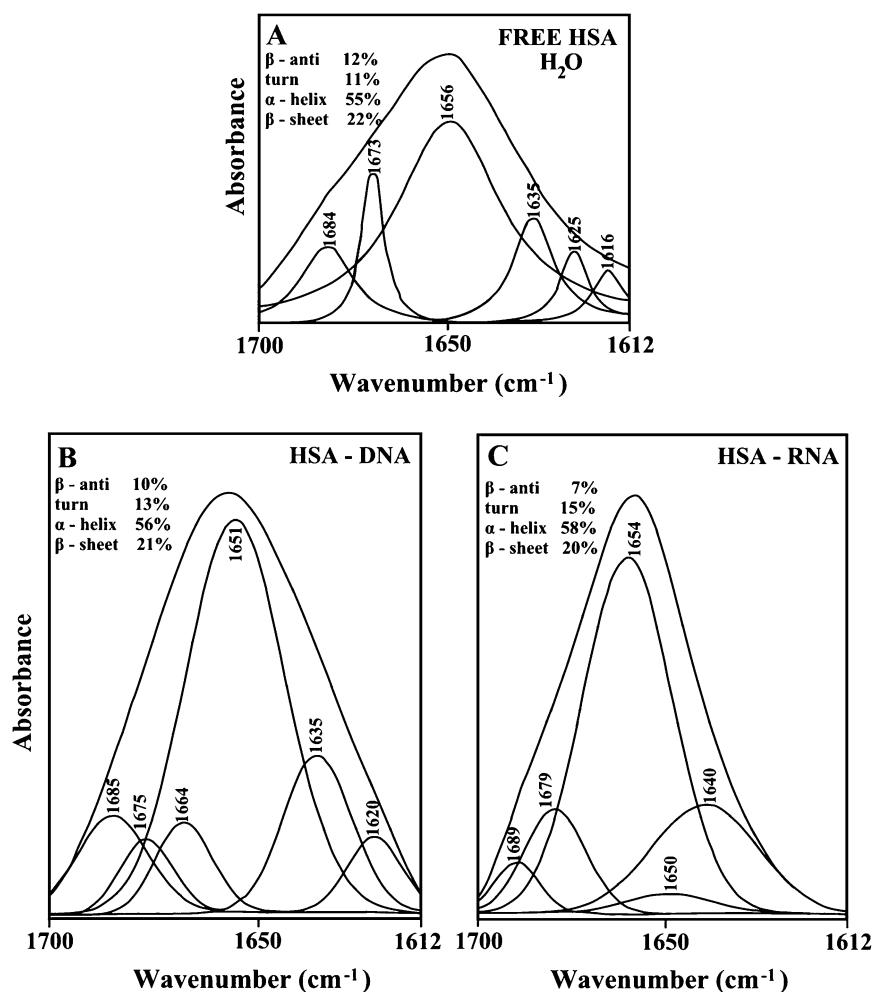 A
FREE HSA
H₂O
β - anti 12%
turn 11%
α - helix 55%
β - sheet 22%
1684
1673
1656
1635
1625
1616
Absorbance
1700 1650 1612
Wavenumber (cm⁻¹)
B
HSA - DNA
β - anti 10%
turn 13%
α - helix 56%
β - sheet 21%
1685
1675
1664
1651
1635
1620
Absorbance
1700 1650 1612
Wavenumber (cm⁻¹)
C
HSA - RNA
β - anti 7%
turn 15%
α - helix 58%
β - sheet 20%
1689
1679
1654
1650
1640
1700 1650 1612
Wavenumber (cm⁻¹)